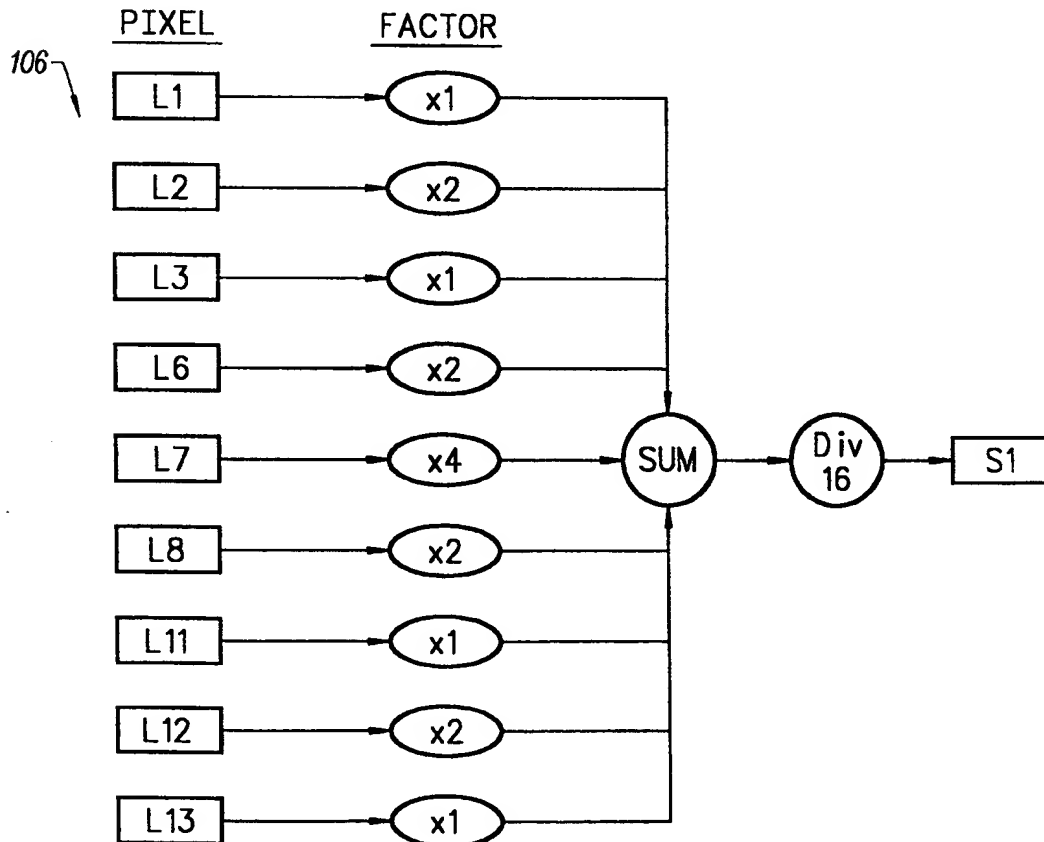 PIXEL FACTOR
106
L1 x1
L2 x2
L3 x1
L6 x2
L7 x4 SUM Div 16 S1
L8 x2
L11 x1
L12 x2
L13 x1